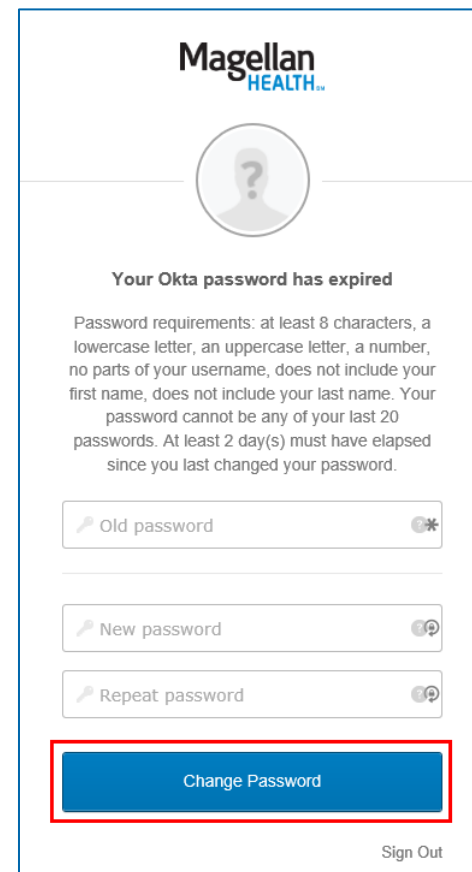 Magellan
HEALTH℠
?
Your Okta password has expired
Password requirements: at least 8 characters, a
lowercase letter, an uppercase letter, a number,
no parts of your username, does not include your
first name, does not include your last name. Your
password cannot be any of your last 20
passwords. At least 2 day(s) must have elapsed
since you last changed your password.
Old password
New password
Repeat password
Change Password
Sign Out